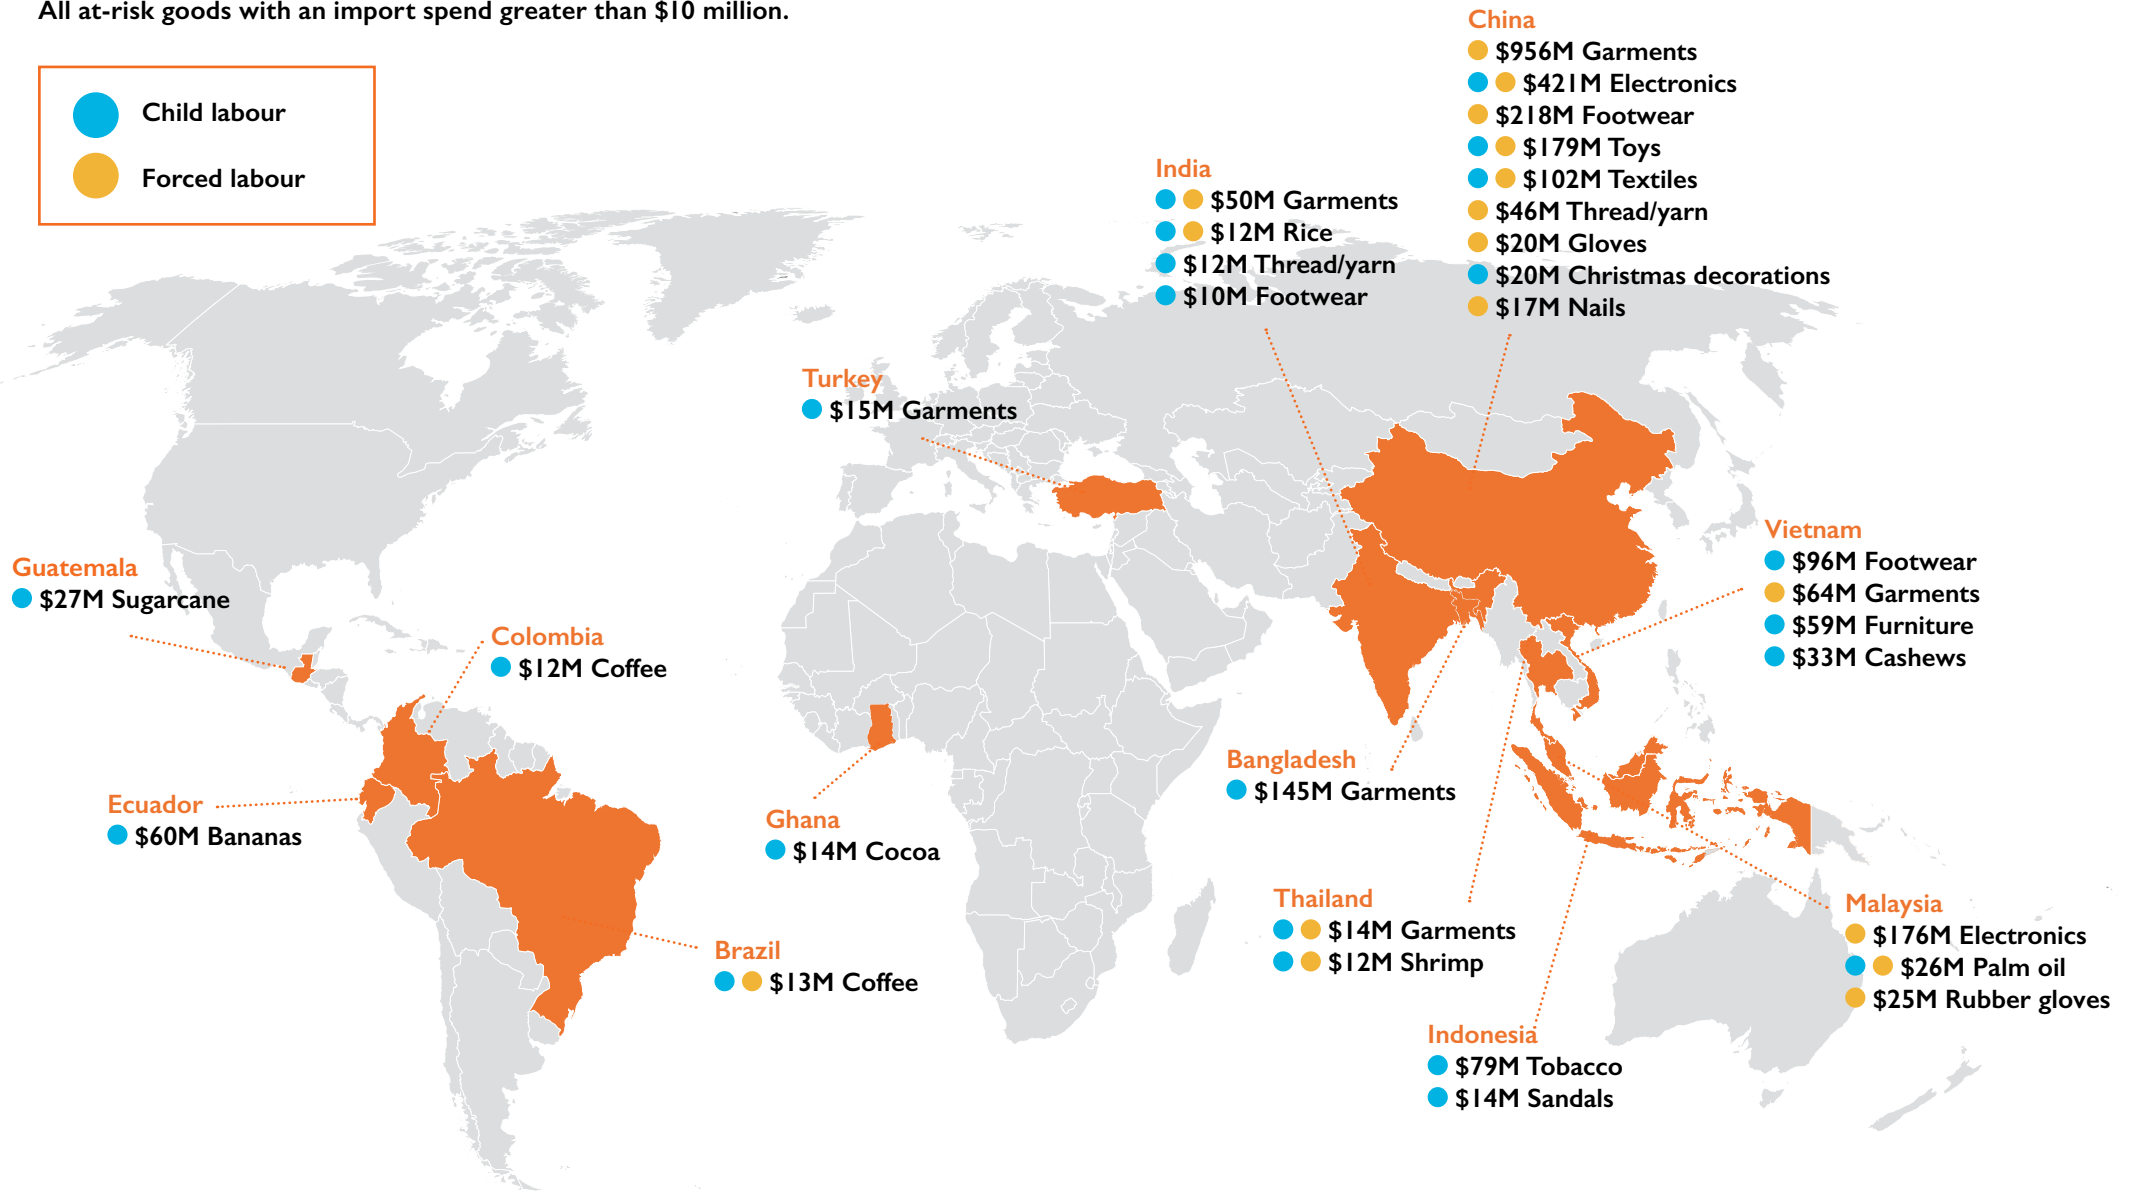 All at-risk goods with an import spend greater than $10 million.
Child labour
Forced labour
China
$956M Garments
$421M Electronics
$218M Footwear
$179M Toys
$102M Textiles
$46M Thread/yarn
$20M Gloves
$20M Christmas decorations
$17M Nails
India
$50M Garments
$12M Rice
$12M Thread/yarn
$10M Footwear
Turkey
$15M Garments
Vietnam
$96M Footwear
$64M Garments
$59M Furniture
$33M Cashews
Guatemala
$27M Sugarcane
Colombia
$12M Coffee
Ecuador
$60M Bananas
Ghana
$14M Cocoa
Bangladesh
$145M Garments
Brazil
$13M Coffee
Thailand
$14M Garments
$12M Shrimp
Malaysia
$176M Electronics
$26M Palm oil
$25M Rubber gloves
Indonesia
$79M Tobacco
$14M Sandals